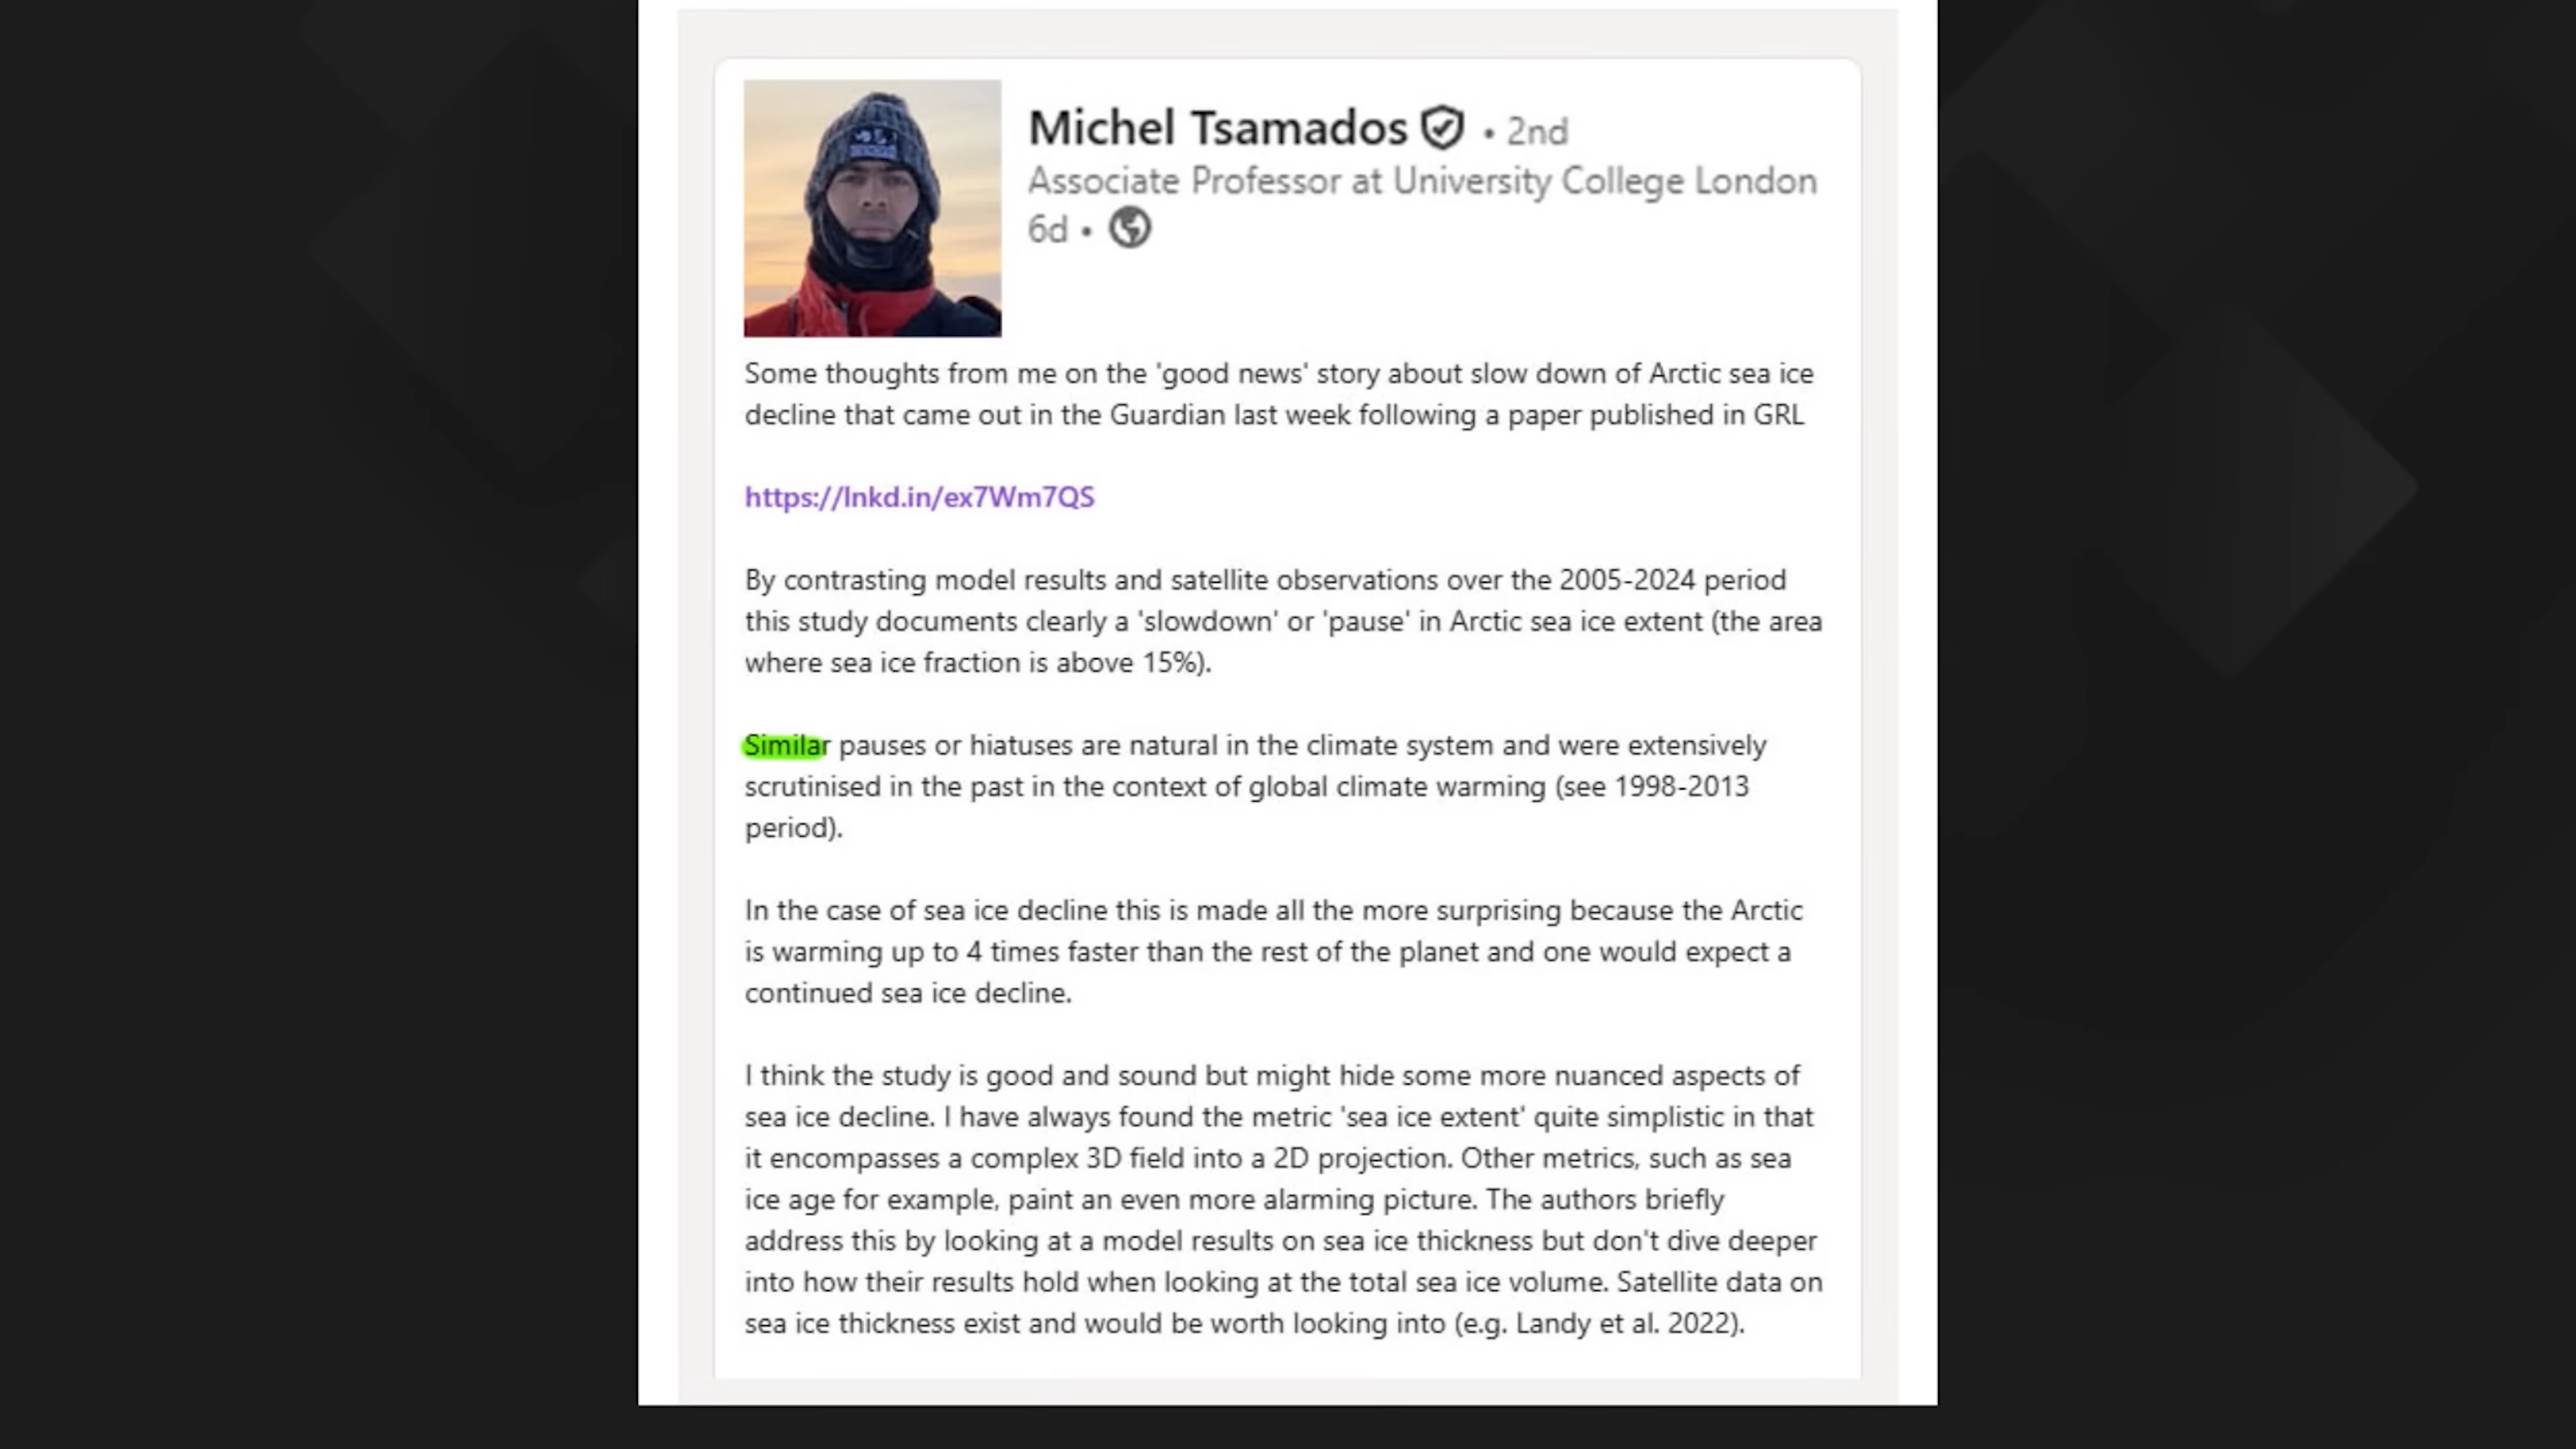 Michel Tsamados • 2nd
Associate Professor at University College London
6d •
Some thoughts from me on the 'good news' story about slow down of Arctic sea ice
decline that came out in the Guardian last week following a paper published in GRL
https://lnkd.in/ex7Wm7QS
By contrasting model results and satellite observations over the 2005-2024 period
this study documents clearly a 'slowdown' or 'pause' in Arctic sea ice extent (the area
where sea ice fraction is above 15%).
Similar pauses or hiatuses are natural in the climate system and were extensively
scrutinised in the past in the context of global climate warming (see 1998-2013
period).
In the case of sea ice decline this is made all the more surprising because the Arctic
is warming up to 4 times faster than the rest of the planet and one would expect a
continued sea ice decline.
I think the study is good and sound but might hide some more nuanced aspects of
sea ice decline. I have always found the metric 'sea ice extent' quite simplistic in that
it encompasses a complex 3D field into a 2D projection. Other metrics, such as sea
ice age for example, paint an even more alarming picture. The authors briefly
address this by looking at a model results on sea ice thickness but don't dive deeper
into how their results hold when looking at the total sea ice volume. Satellite data on
sea ice thickness exist and would be worth looking into (e.g. Landy et al. 2022).